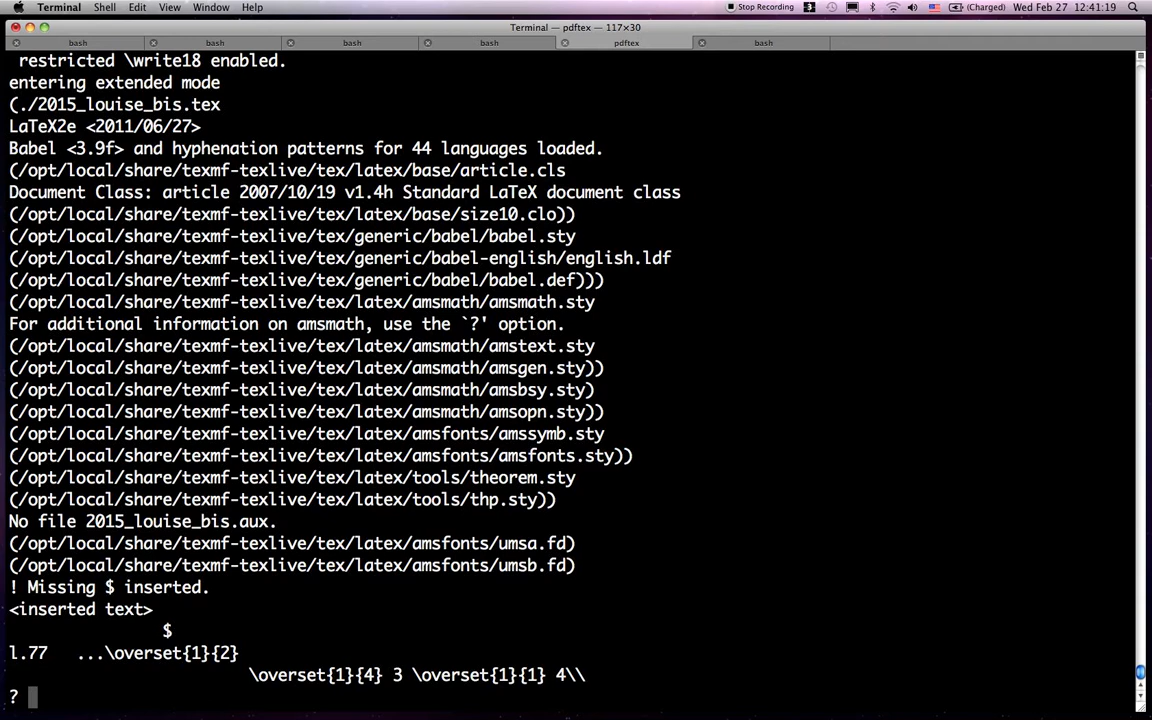 Terminal Shell Edit View Window Help Stop Recording (Charged) Wed Feb 27 12:41:19
Terminal — pdftex — 117×30
bash bash bash bash pdftex bash
restricted \write18 enabled.
entering extended mode
(./2015_louise_bis.tex
LaTeX2e <2011/06/27>
Babel <3.9f> and hyphenation patterns for 44 languages loaded.
(/opt/local/share/texmf-texlive/tex/latex/base/article.cls
Document Class: article 2007/10/19 v1.4h Standard LaTeX document class
(/opt/local/share/texmf-texlive/tex/latex/base/size10.clo))
(/opt/local/share/texmf-texlive/tex/generic/babel/babel.sty
(/opt/local/share/texmf-texlive/tex/generic/babel-english/english.ldf
(/opt/local/share/texmf-texlive/tex/generic/babel/babel.def)))
(/opt/local/share/texmf-texlive/tex/latex/amsmath/amsmath.sty
For additional information on amsmath, use the `?' option.
(/opt/local/share/texmf-texlive/tex/latex/amsmath/amstext.sty
(/opt/local/share/texmf-texlive/tex/latex/amsmath/amsgen.sty))
(/opt/local/share/texmf-texlive/tex/latex/amsmath/amsbsy.sty)
(/opt/local/share/texmf-texlive/tex/latex/amsmath/amsopn.sty))
(/opt/local/share/texmf-texlive/tex/latex/amsfonts/amssymb.sty
(/opt/local/share/texmf-texlive/tex/latex/amsfonts/amsfonts.sty))
(/opt/local/share/texmf-texlive/tex/latex/tools/theorem.sty
(/opt/local/share/texmf-texlive/tex/latex/tools/thp.sty))
No file 2015_louise_bis.aux.
(/opt/local/share/texmf-texlive/tex/latex/amsfonts/umsa.fd)
(/opt/local/share/texmf-texlive/tex/latex/amsfonts/umsb.fd)
! Missing $ inserted.
<inserted text>
$
l.77 ...\overset{1}{2}
\overset{1}{4} 3 \overset{1}{1} 4\\
?